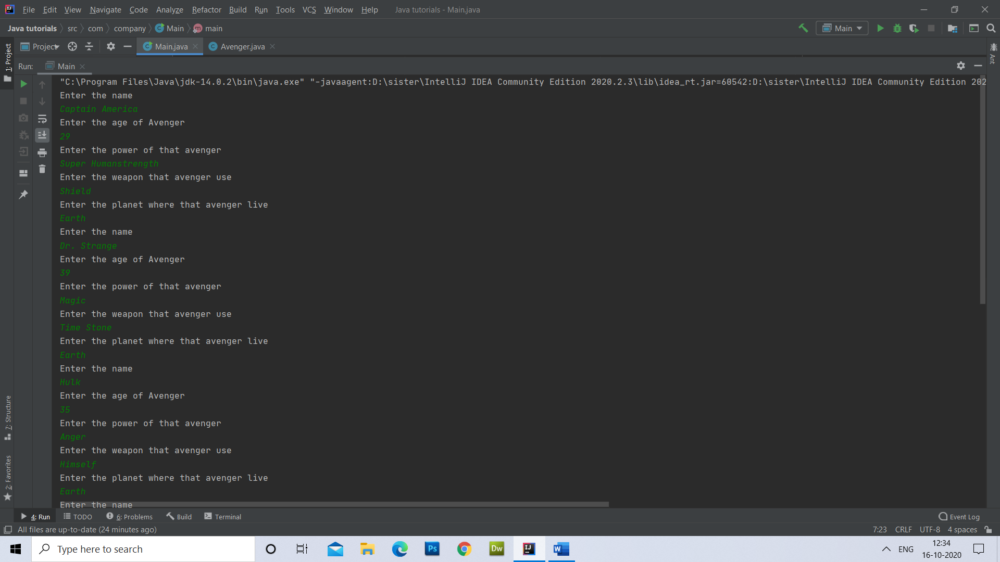 File Edit View Navigate Code Analyze Refactor Build Run Tools VCS Window Help Java tutorials - Main.java
Java tutorials src com company Main main Main
Project Main.java Avenger.java
1: Project
Ant
Run: Main
"C:\Program Files\Java\jdk-14.0.2\bin\java.exe" "-javaagent:D:\sister\IntelliJ IDEA Community Edition 2020.2.3\lib\idea_rt.jar=60542:D:\sister\IntelliJ IDEA Community Edition 202
Enter the name
Captain America
Enter the age of Avenger
29
Enter the power of that avenger
Super Humanstrength
Enter the weapon that avenger use
Shield
Enter the planet where that avenger live
Earth
Enter the name
Dr. Strange
Enter the age of Avenger
39
Enter the power of that avenger
Magic
Enter the weapon that avenger use
Time Stone
Enter the planet where that avenger live
Earth
Enter the name
Hulk
Enter the age of Avenger
35
Enter the power of that avenger
Anger
Enter the weapon that avenger use
Himself
Enter the planet where that avenger live
Earth
Enter the name
7: Structure
2: Favorites
4: Run TODO 6: Problems Build Terminal Event Log
All files are up-to-date (24 minutes ago) 7:23 CRLF UTF-8 4 spaces
Type here to search Ps Dw IJ W ENG 12:34
16-10-2020